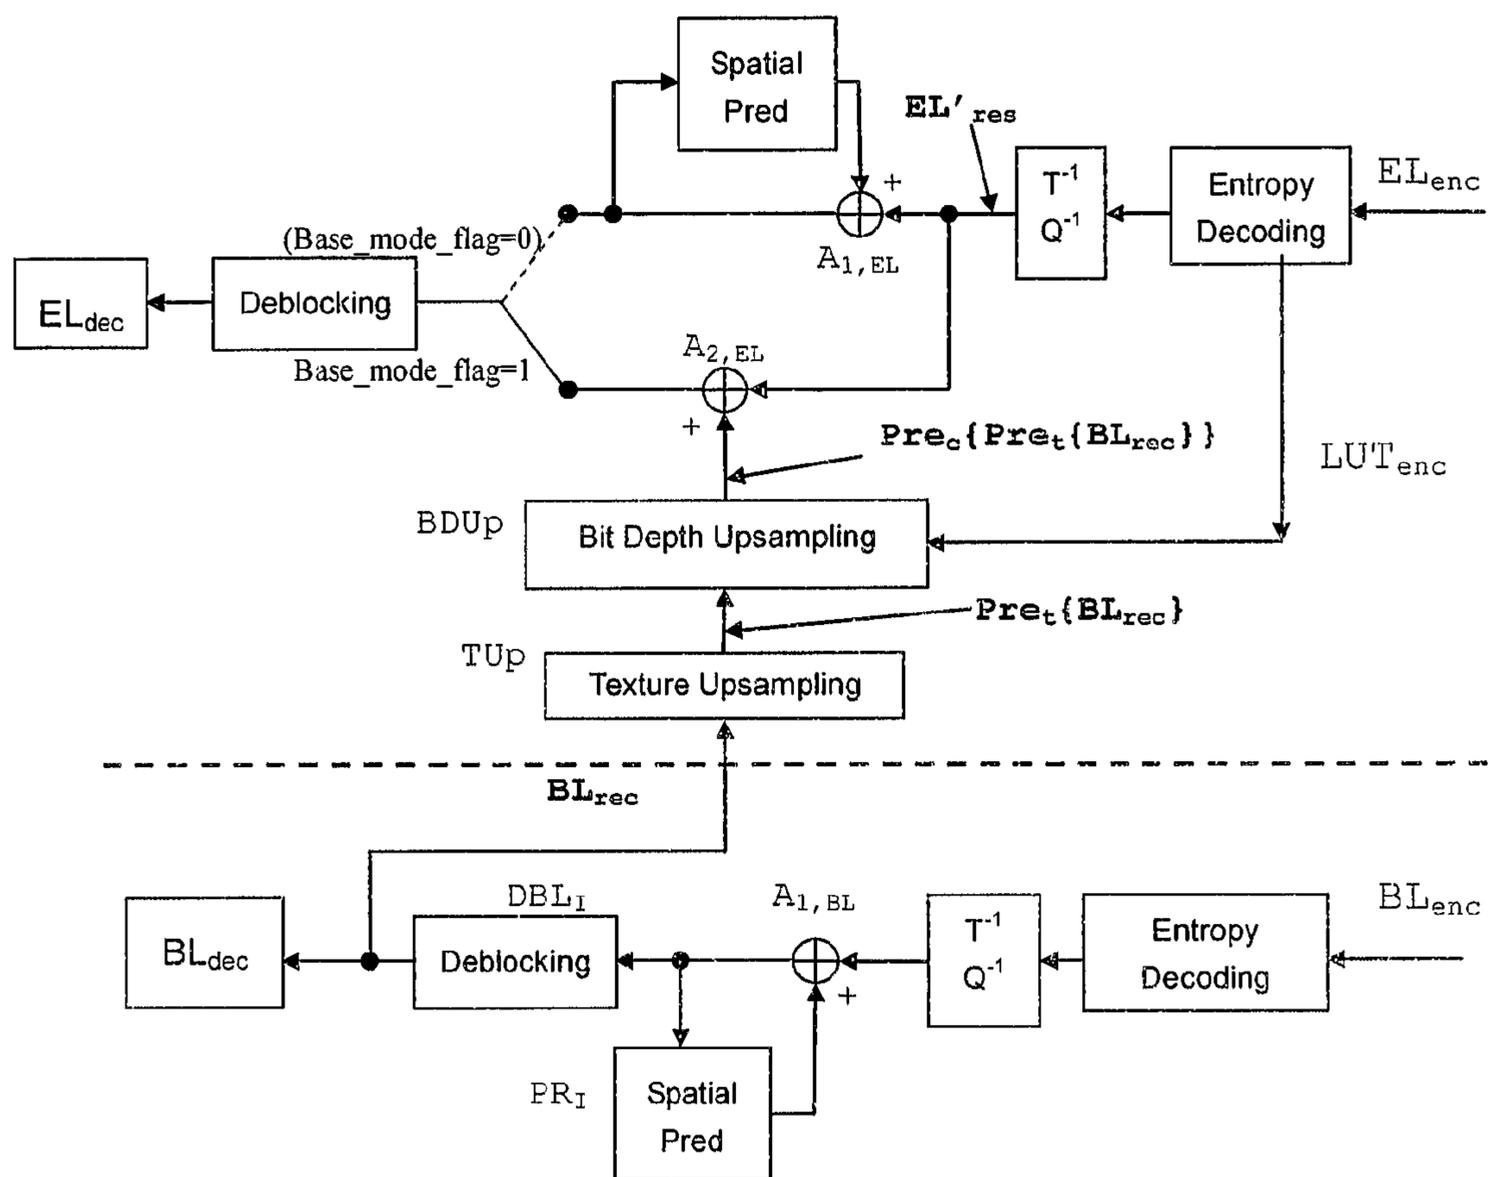 Spatial
Pred
EL'res
T-1
Q-1
Entropy
Decoding
ELenc
+
A1,EL
(Base_mode_flag=0)
Deblocking
ELdec
Base_mode_flag=1
A2,EL
+
Prec{Pret{BLrec}}
LUTenc
BDUp
Bit Depth Upsampling
Pret{BLrec}
TUp
Texture Upsampling
BLrec
DBLI
A1,BL
BLenc
BLdec
Deblocking
T-1
Q-1
Entropy
Decoding
+
PRI
Spatial
Pred